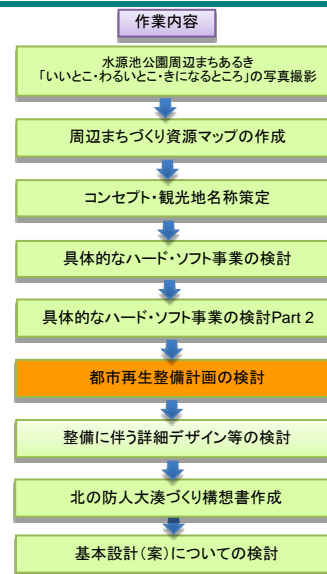 作業内容
水源池公園周辺まちあるき
「いいとこ・わるいとこ・きになるところ」の写真撮影
周辺まちづくり資源マップの作成
コンセプト・観光地名称策定
具体的なハード・ソフト事業の検討
具体的なハード・ソフト事業の検討Part 2
都市再生整備計画の検討
整備に伴う詳細デザイン等の検討
北の防人大湊づくり構想書作成
基本設計（案）についての検討